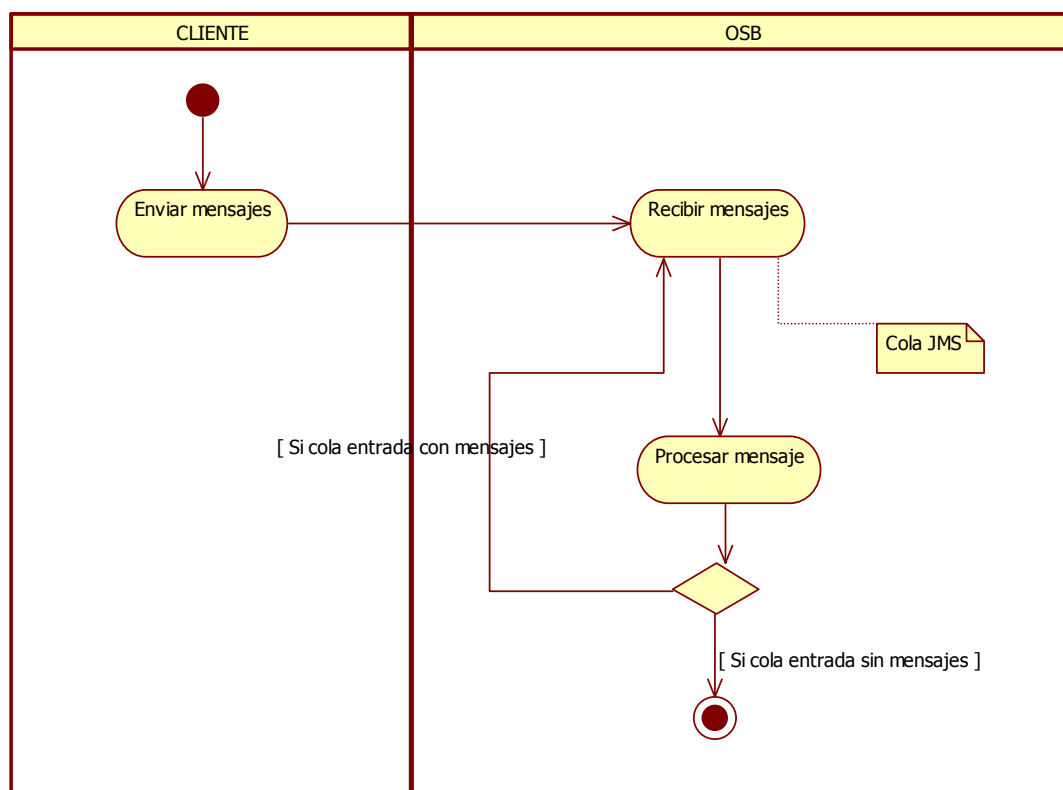 CLIENTE
OSB
Enviar mensajes
Recibir mensajes
Cola JMS
[ Si cola entrada con mensajes ]
Procesar mensaje
[ Si cola entrada sin mensajes ]